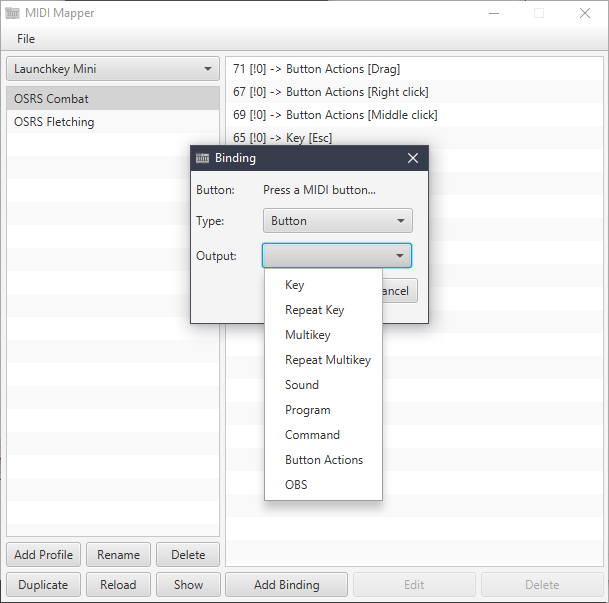 MIDI Mapper
File
Launchkey Mini
OSRS Combat
OSRS Fletching
71 [!0] -> Button Actions [Drag]
67 [!0] -> Button Actions [Right click]
69 [!0] -> Button Actions [Middle click]
65 [!0] -> Key [Esc]
Binding
Button: Press a MIDI button...
Type: Button
Output:
ancel
Key
Repeat Key
Multikey
Repeat Multikey
Sound
Program
Command
Button Actions
OBS
Add Profile Rename Delete
Duplicate Reload Show Add Binding Edit Delete